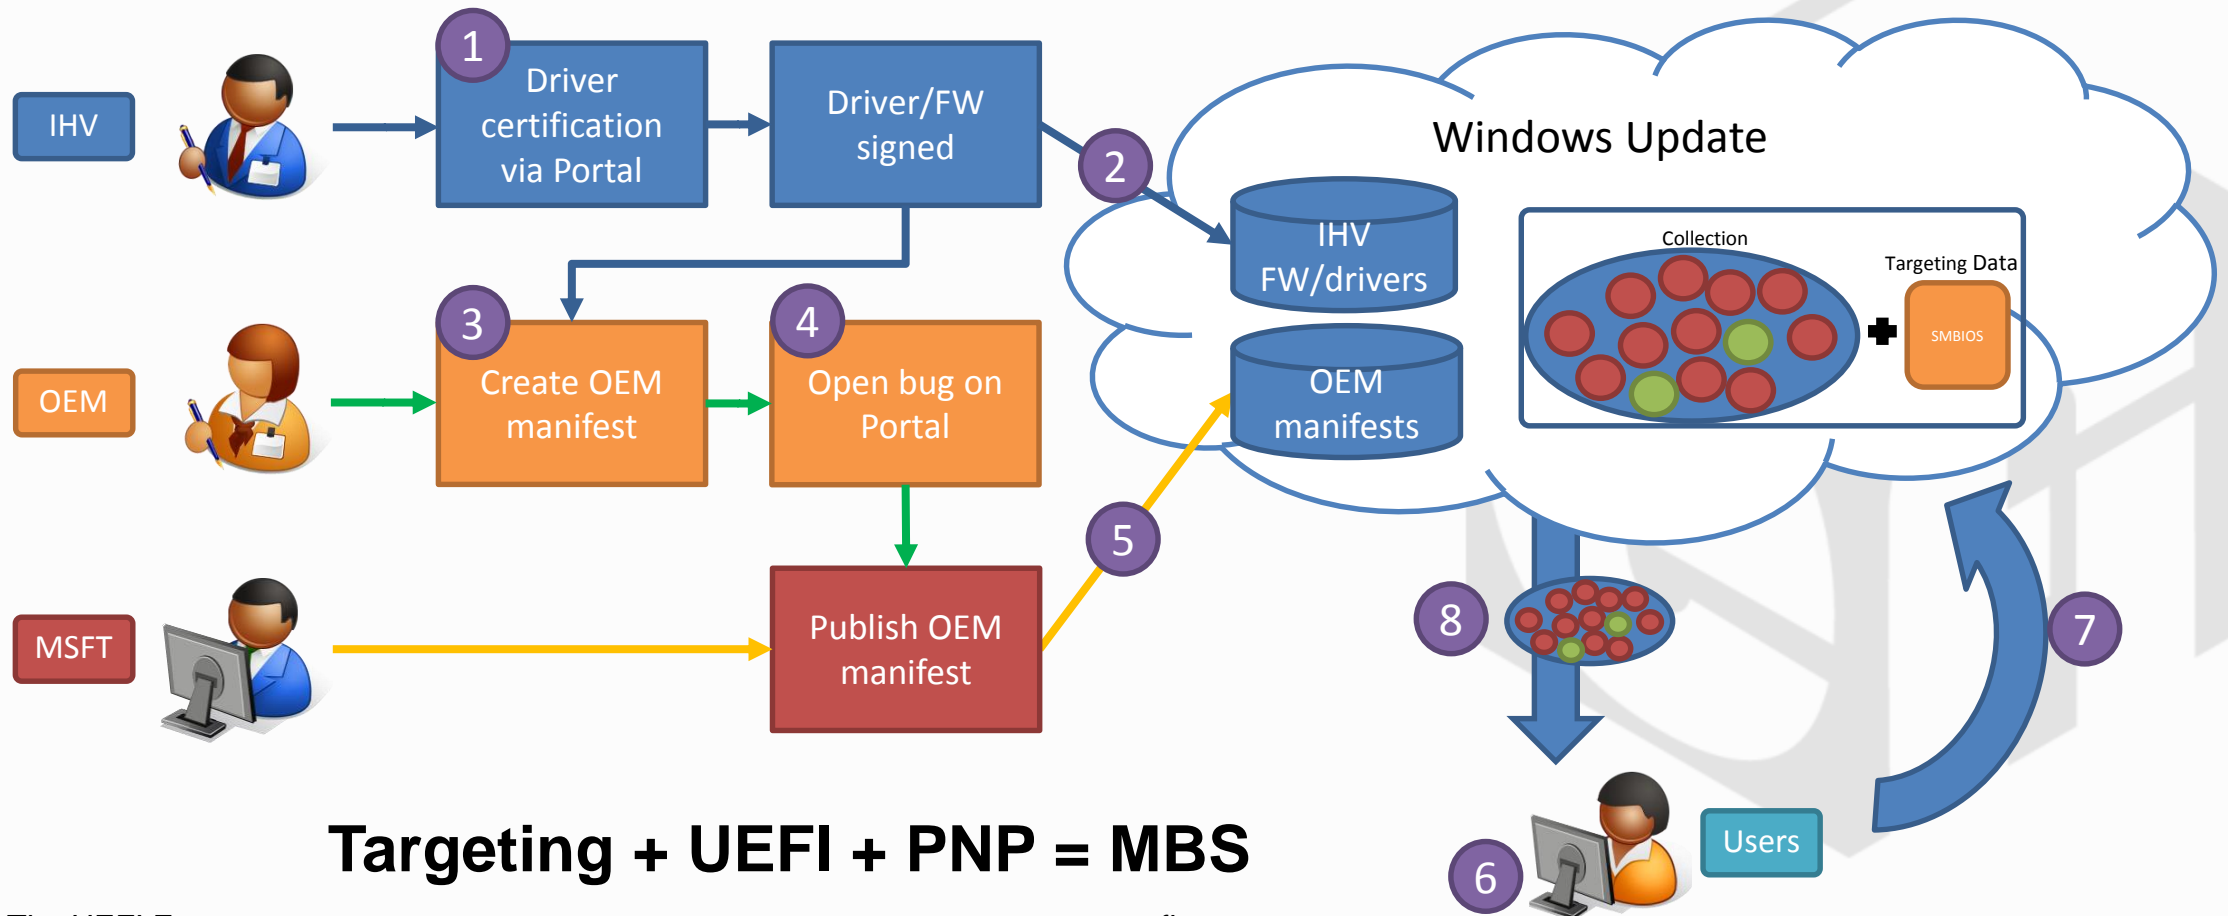 IHV
1
Driver
certification
via Portal
Driver/FW
signed
2
Windows Update
IHV
FW/drivers
Collection
Targeting Data
SMBIOS
OEM
3
Create OEM
manifest
4
Open bug on
Portal
OEM
manifests
5
MSFT
Publish OEM
manifest
8
7
Targeting + UEFI + PNP = MBS
6
Users